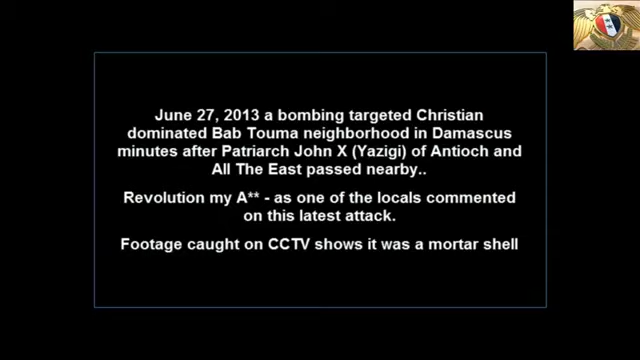 June 27, 2013 a bombing targeted Christian
dominated Bab Touma neighborhood in Damascus
minutes after Patriarch John X (Yazigi) of Antioch and
All The East passed nearby..
Revolution my A** - as one of the locals commented
on this latest attack.
Footage caught on CCTV shows it was a mortar shell